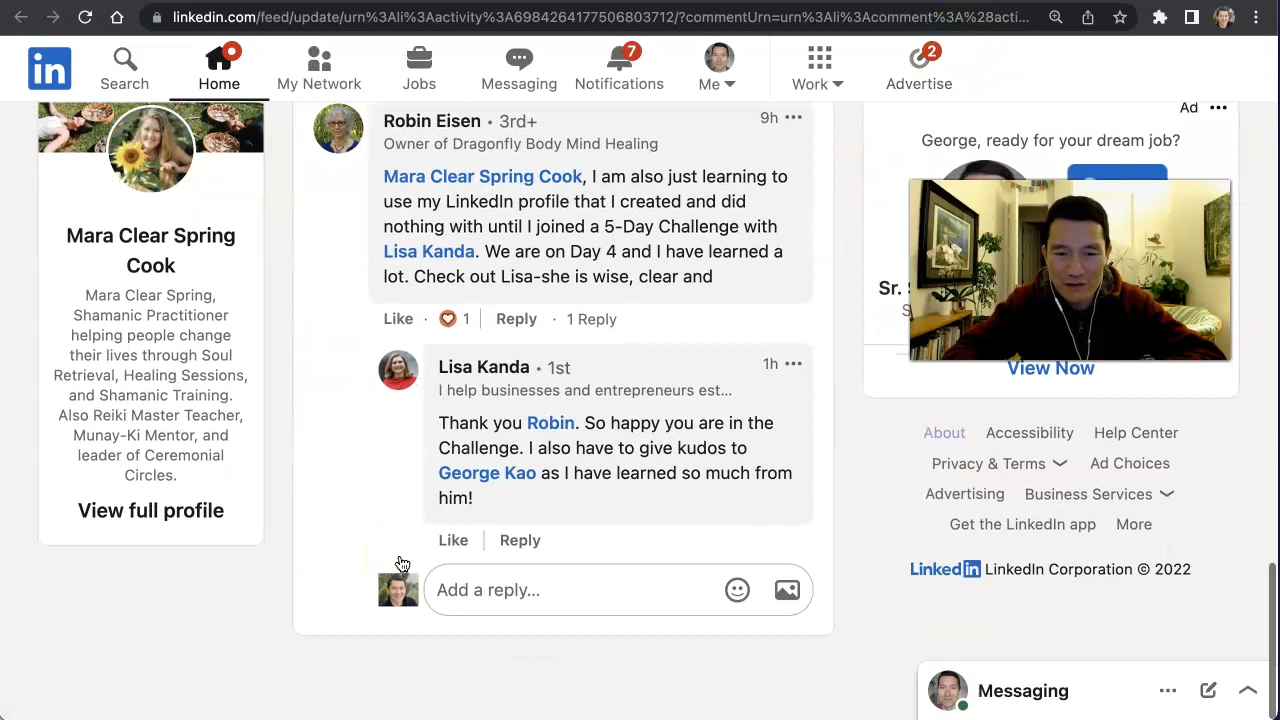 linkedin.com/feed/update/urn%3Ali%3Aactivity%3A6984264177506803712/?commentUrn=urn%3Ali%3Acomment%3A%28acti...
in
Search
Home
My Network
Jobs
Messaging
7
Notifications
Me
Work
2
Advertise
Mara Clear Spring
Cook
Mara Clear Spring,
Shamanic Practitioner
helping people change
their lives through Soul
Retrieval, Healing Sessions,
and Shamanic Training.
Also Reiki Master Teacher,
Munay-Ki Mentor, and
leader of Ceremonial
Circles.
View full profile
Robin Eisen • 3rd+
9h
Owner of Dragonfly Body Mind Healing
Mara Clear Spring Cook, I am also just learning to
use my LinkedIn profile that I created and did
nothing with until I joined a 5-Day Challenge with
Lisa Kanda. We are on Day 4 and I have learned a
lot. Check out Lisa-she is wise, clear and
Like · 1 Reply · 1 Reply
Lisa Kanda • 1st
1h
I help businesses and entrepreneurs est...
Thank you Robin. So happy you are in the
Challenge. I also have to give kudos to
George Kao as I have learned so much from
him!
Like Reply
Add a reply...
Ad
George, ready for your dream job?
Sr.
View Now
About Accessibility Help Center
Privacy & Terms Ad Choices
Advertising Business Services
Get the LinkedIn app More
LinkedIn LinkedIn Corporation © 2022
Messaging